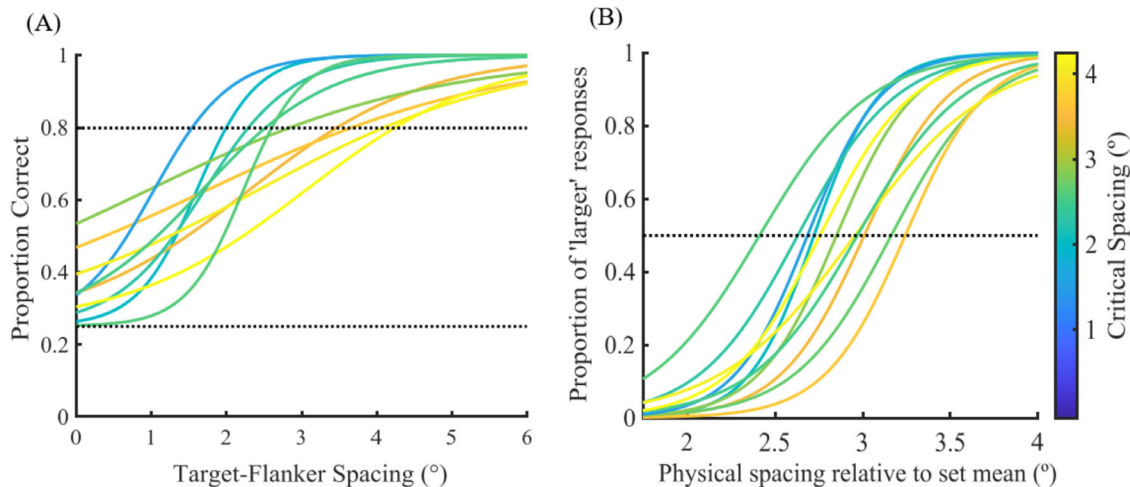 (A)
Proportion Correct
1
0.8
0.6
0.4
0.2
0
0 1 2 3 4 5 6
Target-Flanker Spacing (°)
(B)
Proportion of 'larger' responses
1
0.8
0.6
0.4
0.2
0
2 2.5 3 3.5 4
Physical spacing relative to set mean (º)
4
3
2
1
Critical Spacing (º)